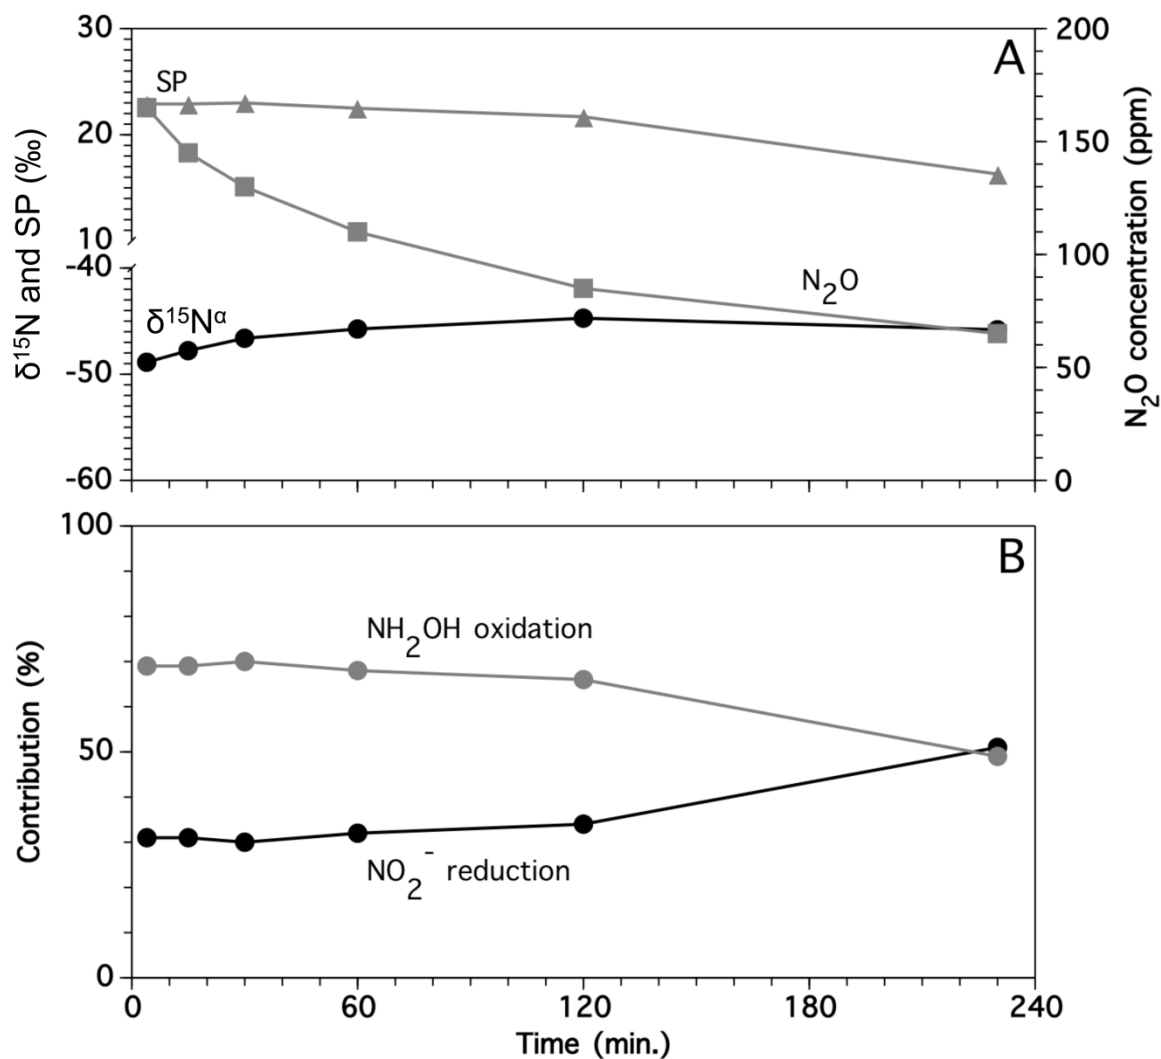 A
SP
N₂O
δ¹⁵Nᵅ
30
20
10
-40
-50
-60
δ¹⁵N and SP (‰)
200
150
100
50
0
N₂O concentration (ppm)
B
NH₂OH oxidation
NO₂⁻ reduction
100
50
0
Contribution (%)
0 60 120 180 240
Time (min.)